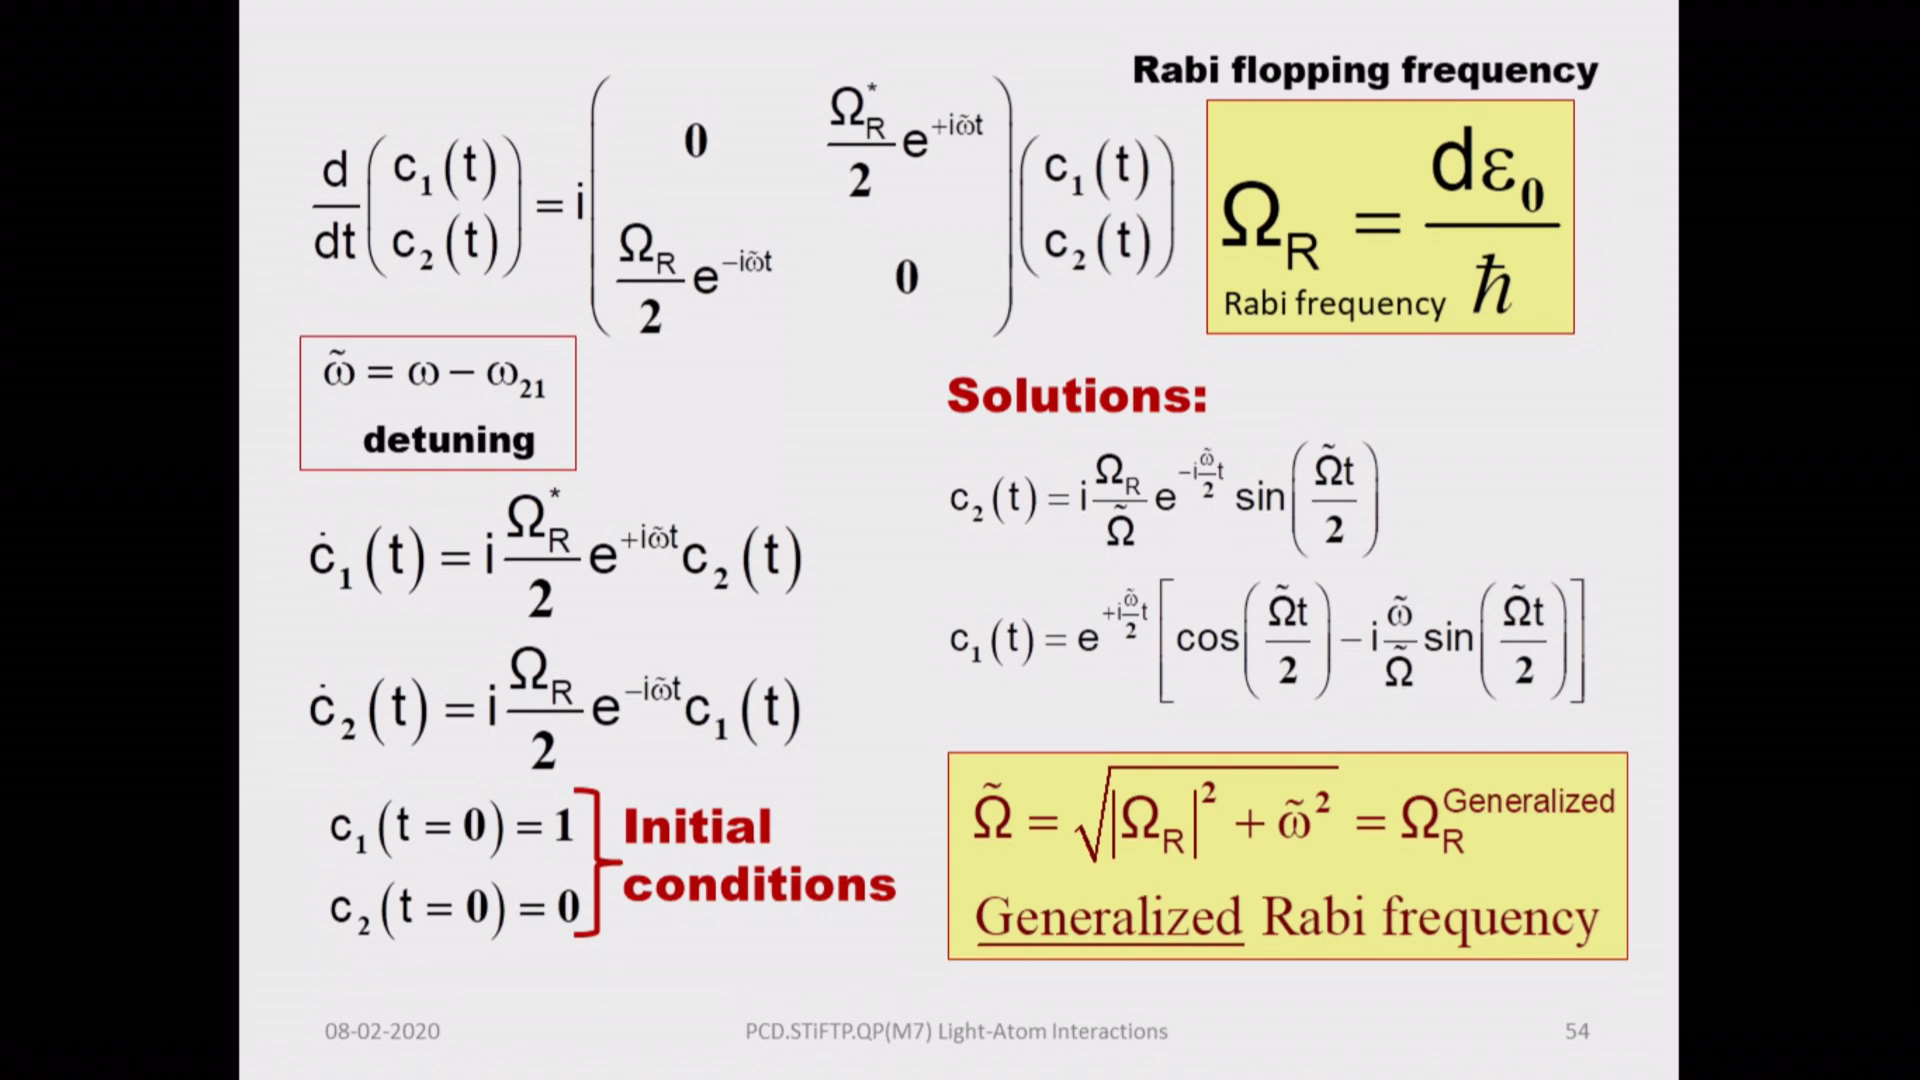 Rabi flopping frequency
d/dt (c₁(t) c₂(t)) = i (0 Ω*_R/2 e^{+iω̃t} Ω_R/2 e^{-iω̃t} 0) (c₁(t) c₂(t))
Ω_R = dε₀/ħ
Rabi frequency
ω̃ = ω − ω₂₁
detuning
ċ₁(t) = i Ω*_R/2 e^{+iω̃t} c₂(t)
ċ₂(t) = i Ω_R/2 e^{-iω̃t} c₁(t)
c₁(t = 0) = 1
c₂(t = 0) = 0
Initial
conditions
Solutions:
c₂(t) = i Ω_R/Ω̃ e^{-i ω̃/2 t} sin(Ω̃t/2)
c₁(t) = e^{+i ω̃/2 t} [cos(Ω̃t/2) − i ω̃/Ω̃ sin(Ω̃t/2)]
Ω̃ = √(|Ω_R|² + ω̃²) = Ω_R^{Generalized}
Generalized Rabi frequency
08-02-2020
PCD.STiFTP.QP(M7) Light-Atom Interactions
54